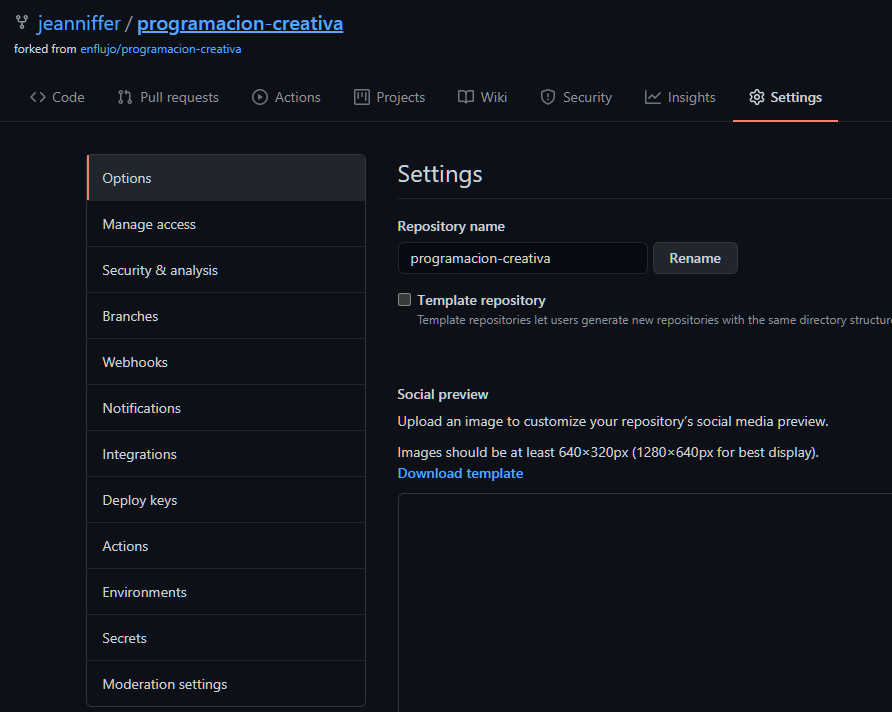 jeanniffer / programacion-creativa
forked from enflujo/programacion-creativa
Code Pull requests Actions Projects Wiki Security Insights Settings
Options
Manage access
Security & analysis
Branches
Webhooks
Notifications
Integrations
Deploy keys
Actions
Environments
Secrets
Moderation settings
Settings
Repository name
programacion-creativa Rename
Template repository
Template repositories let users generate new repositories with the same directory structure
Social preview
Upload an image to customize your repository’s social media preview.
Images should be at least 640×320px (1280×640px for best display).
Download template